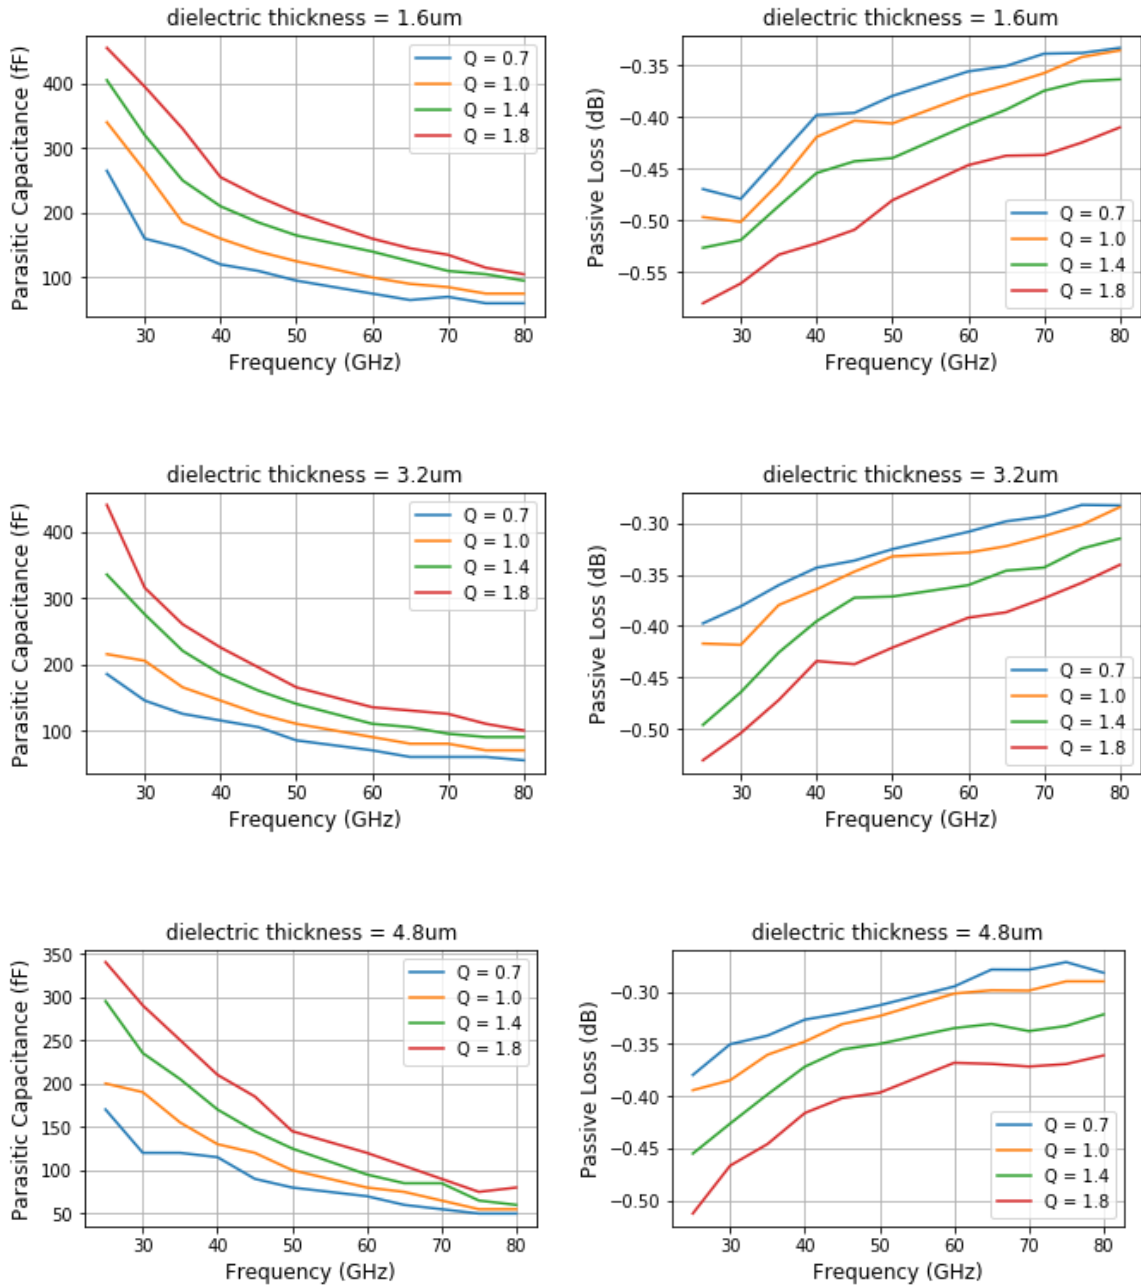 dielectric thickness = 1.6um
Parasitic Capacitance (fF)
400
300
200
100
Q = 0.7
Q = 1.0
Q = 1.4
Q = 1.8
30 40 50 60 70 80
Frequency (GHz)
dielectric thickness = 1.6um
Passive Loss (dB)
−0.35
−0.40
−0.45
−0.50
−0.55
Q = 0.7
Q = 1.0
Q = 1.4
Q = 1.8
30 40 50 60 70 80
Frequency (GHz)
dielectric thickness = 3.2um
Parasitic Capacitance (fF)
400
300
200
100
Q = 0.7
Q = 1.0
Q = 1.4
Q = 1.8
30 40 50 60 70 80
Frequency (GHz)
dielectric thickness = 3.2um
Passive Loss (dB)
−0.30
−0.35
−0.40
−0.45
−0.50
Q = 0.7
Q = 1.0
Q = 1.4
Q = 1.8
30 40 50 60 70 80
Frequency (GHz)
dielectric thickness = 4.8um
Parasitic Capacitance (fF)
350
300
250
200
150
100
50
Q = 0.7
Q = 1.0
Q = 1.4
Q = 1.8
30 40 50 60 70 80
Frequency (GHz)
dielectric thickness = 4.8um
Passive Loss (dB)
−0.30
−0.35
−0.40
−0.45
−0.50
Q = 0.7
Q = 1.0
Q = 1.4
Q = 1.8
30 40 50 60 70 80
Frequency (GHz)